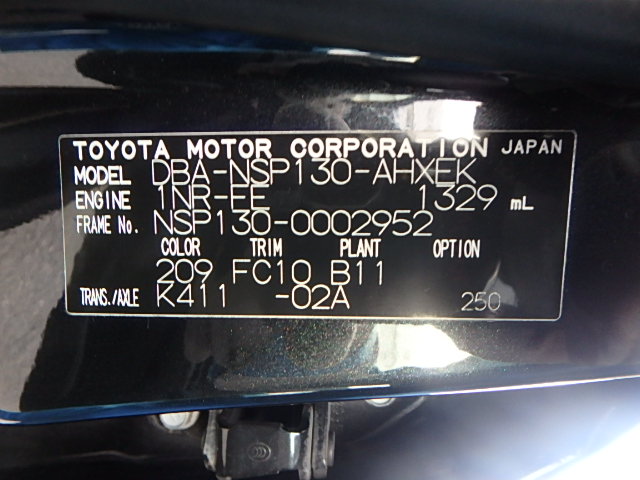 TOYOTA MOTOR CORPORATION JAPAN
MODEL DBA-NSP130-AHXEK
ENGINE 1NR-EE 1329 mL
FRAME No. NSP130-0002952
COLOR TRIM PLANT OPTION
209 FC10 B11
TRANS./AXLE K411 -02A 250